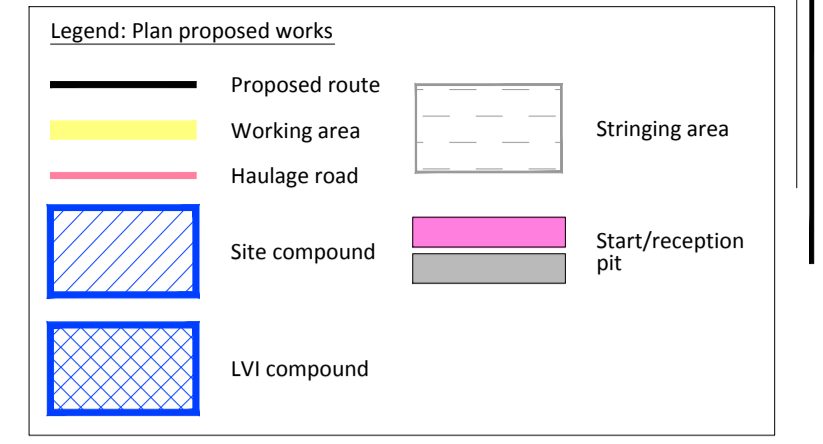 Legend: Plan proposed works
Proposed route
Working area
Haulage road
Site compound
LVI compound
Stringing area
Start/reception
pit